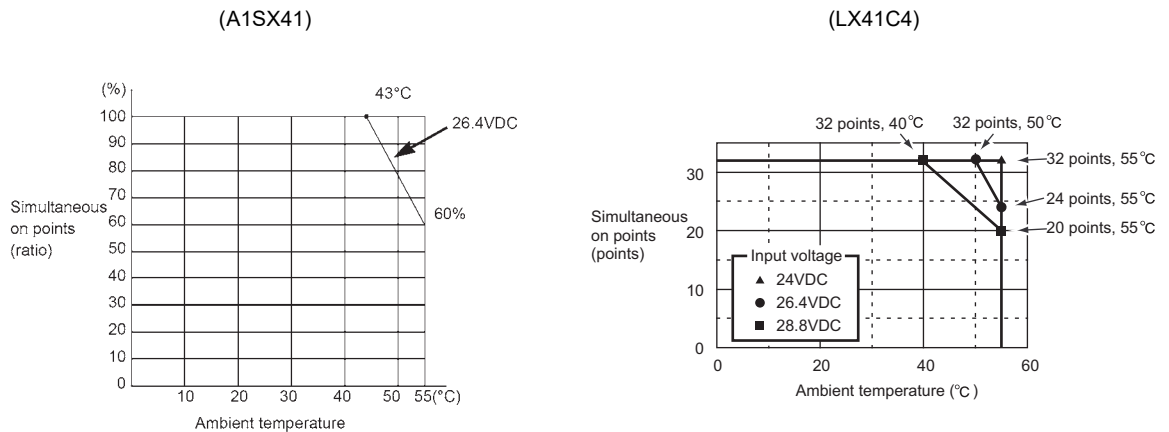 (A1SX41)
(%)
43°C
100
26.4VDC
90
80
70
60%
60
Simultaneous
on points
(ratio)
50
40
30
20
10
0
10 20 30 40 50 55(°C)
Ambient temperature
(LX41C4)
32 points, 40°C
32 points, 50°C
32 points, 55°C
30
24 points, 55°C
Simultaneous
on points
(points)
20
20 points, 55°C
Input voltage
▲ 24VDC
● 26.4VDC
■ 28.8VDC
10
0
0 20 40 60
Ambient temperature (°C)